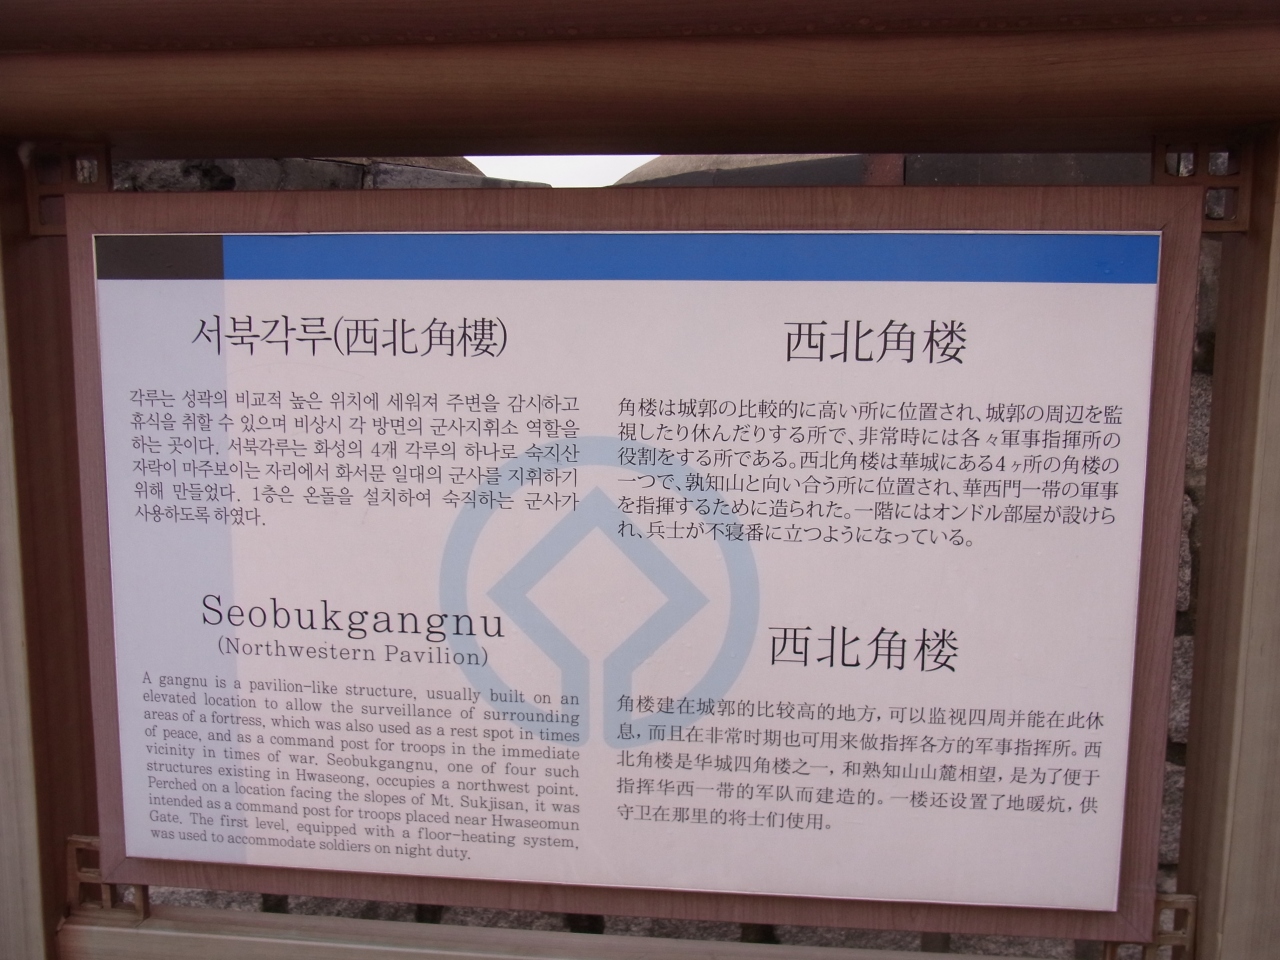 서북각루(西北角樓)
각루는 성곽의 비교적 높은 위치에 세워져 주변을 감시하고
휴식을 취할 수 있으며 비상시 각 방면의 군사지휘소 역할을
하는 곳이다. 서북각루는 화성의 4개 각루의 하나로 숙지산
자락이 마주보이는 자리에서 화서문 일대의 군사를 지휘하기
위해 만들었다. 1층은 온돌을 설치하여 숙직하는 군사가
사용하도록 하였다.
西北角楼
角楼は城郭の比較的に高い所に位置され、城郭の周辺を監
視したり休んだりする所で、非常時には各々軍事指揮所の
役割をする所である。西北角楼は華城にある4ヶ所の角楼の
一つで、孰知山と向い合う所に位置され、華西門一帯の軍事
を指揮するために造られた。一階にはオンドル部屋が設けら
れ、兵士が不寝番に立つようになっている。
Seobukgangnu
(Northwestern Pavilion)
A gangnu is a pavilion-like structure, usually built on an
elevated location to allow the surveillance of surrounding
areas of a fortress, which was also used as a rest spot in times
of peace, and as a command post for troops in the immediate
vicinity in times of war. Seobukgangnu, one of four such
structures existing in Hwaseong, occupies a northwest point.
Perched on a location facing the slopes of Mt. Sukjisan, it was
intended as a command post for troops placed near Hwaseomun
Gate. The first level, equipped with a floor-heating system,
was used to accommodate soldiers on night duty.
西北角楼
角楼建在城郭的比较高的地方, 可以监视四周并能在此休
息, 而且在非常时期也可用来做指挥各方的军事指挥所。西
北角楼是华城四角楼之一, 和熟知山山麓相望, 是为了便于
指挥华西一带的军队而建造的。一楼还设置了地暖炕, 供
守卫在那里的将士们使用。